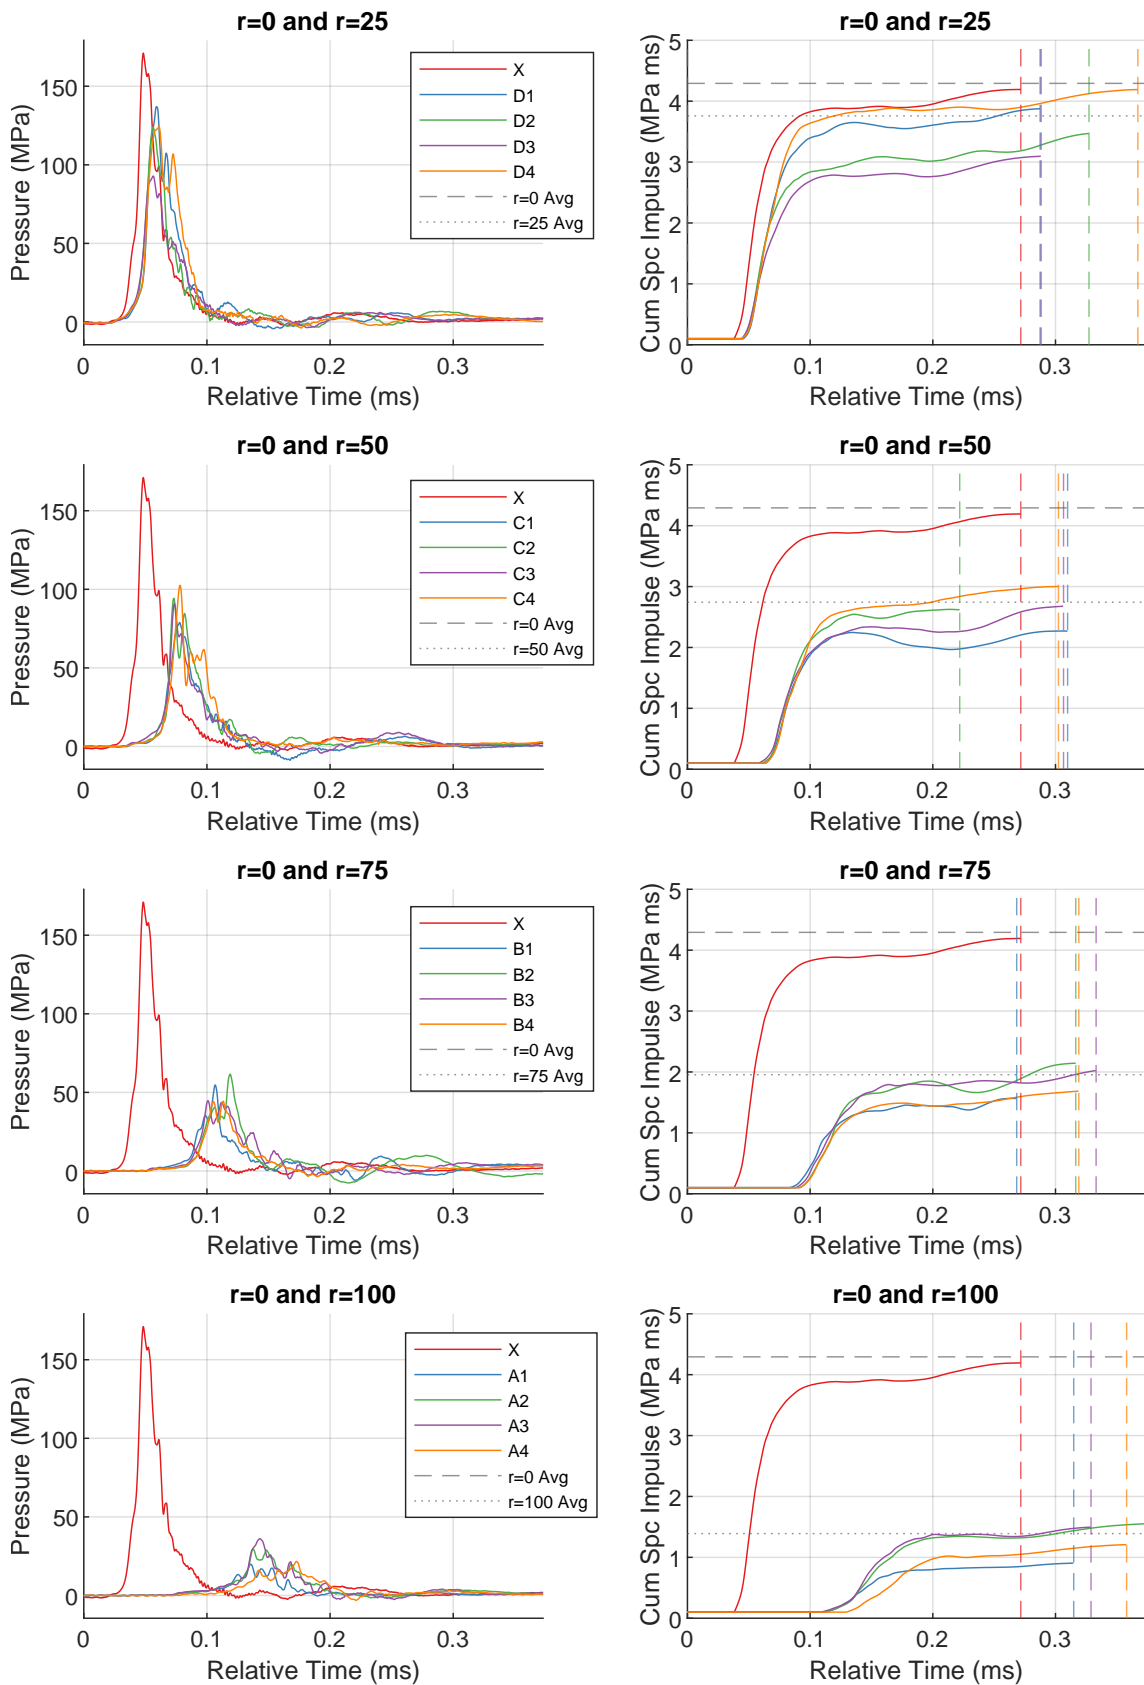 r=0 and r=25
Pressure (MPa)
150
100
50
0
0 0.1 0.2 0.3
Relative Time (ms)
X
D1
D2
D3
D4
r=0 Avg
r=25 Avg
r=0 and r=25
Cum Spc Impulse (MPa ms)
5
4
3
2
1
0
0 0.1 0.2 0.3
Relative Time (ms)
r=0 and r=50
Pressure (MPa)
150
100
50
0
0 0.1 0.2 0.3
Relative Time (ms)
X
C1
C2
C3
C4
r=0 Avg
r=50 Avg
r=0 and r=50
Cum Spc Impulse (MPa ms)
5
4
3
2
1
0
0 0.1 0.2 0.3
Relative Time (ms)
r=0 and r=75
Pressure (MPa)
150
100
50
0
0 0.1 0.2 0.3
Relative Time (ms)
X
B1
B2
B3
B4
r=0 Avg
r=75 Avg
r=0 and r=75
Cum Spc Impulse (MPa ms)
5
4
3
2
1
0
0 0.1 0.2 0.3
Relative Time (ms)
r=0 and r=100
Pressure (MPa)
150
100
50
0
0 0.1 0.2 0.3
Relative Time (ms)
X
A1
A2
A3
A4
r=0 Avg
r=100 Avg
r=0 and r=100
Cum Spc Impulse (MPa ms)
5
4
3
2
1
0
0 0.1 0.2 0.3
Relative Time (ms)